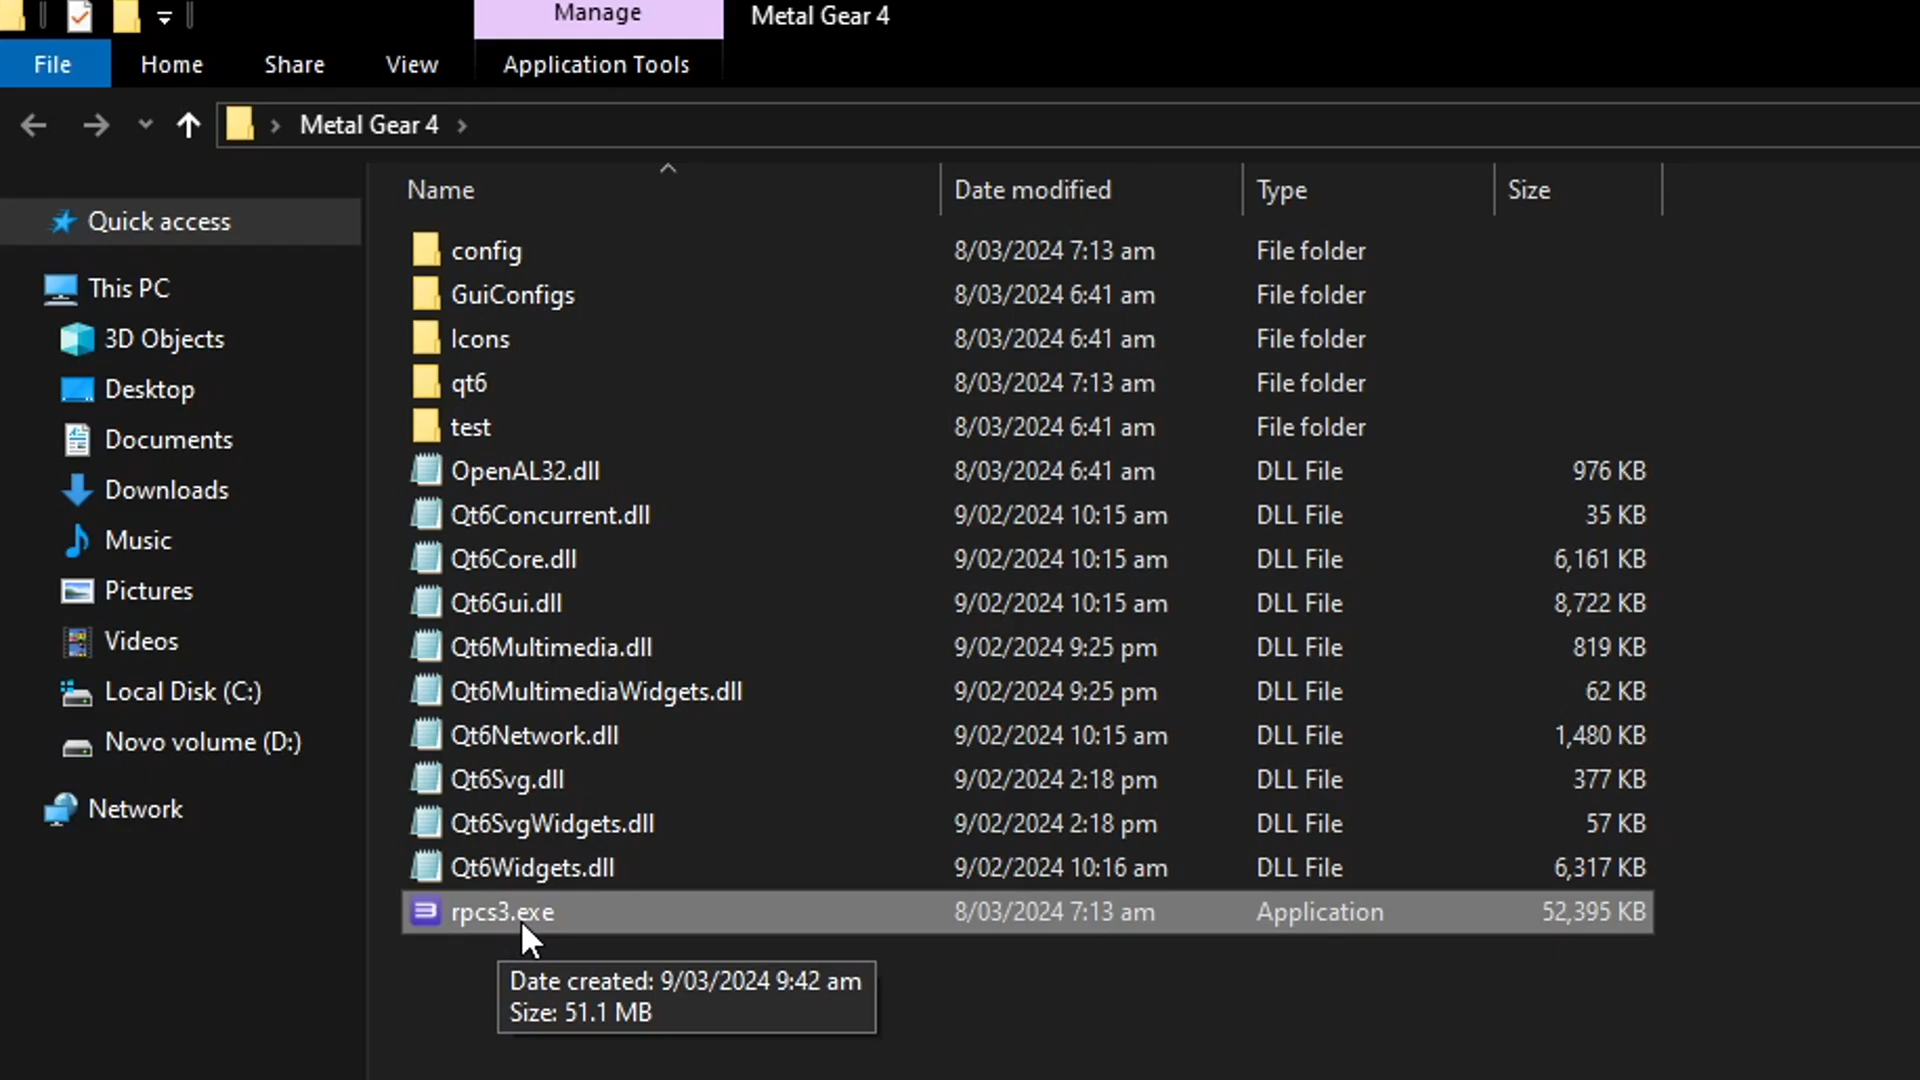 Manage
Metal Gear 4
File
Home
Share
View
Application Tools
Metal Gear 4
Name
Date modified
Type
Size
Quick access
This PC
3D Objects
Desktop
Documents
Downloads
Music
Pictures
Videos
Local Disk (C:)
Novo volume (D:)
Network
config 8/03/2024 7:13 am File folder
GuiConfigs 8/03/2024 6:41 am File folder
Icons 8/03/2024 6:41 am File folder
qt6 8/03/2024 7:13 am File folder
test 8/03/2024 6:41 am File folder
OpenAL32.dll 8/03/2024 6:41 am DLL File 976 KB
Qt6Concurrent.dll 9/02/2024 10:15 am DLL File 35 KB
Qt6Core.dll 9/02/2024 10:15 am DLL File 6,161 KB
Qt6Gui.dll 9/02/2024 10:15 am DLL File 8,722 KB
Qt6Multimedia.dll 9/02/2024 9:25 pm DLL File 819 KB
Qt6MultimediaWidgets.dll 9/02/2024 9:25 pm DLL File 62 KB
Qt6Network.dll 9/02/2024 10:15 am DLL File 1,480 KB
Qt6Svg.dll 9/02/2024 2:18 pm DLL File 377 KB
Qt6SvgWidgets.dll 9/02/2024 2:18 pm DLL File 57 KB
Qt6Widgets.dll 9/02/2024 10:16 am DLL File 6,317 KB
rpcs3.exe 8/03/2024 7:13 am Application 52,395 KB
Date created: 9/03/2024 9:42 am
Size: 51.1 MB